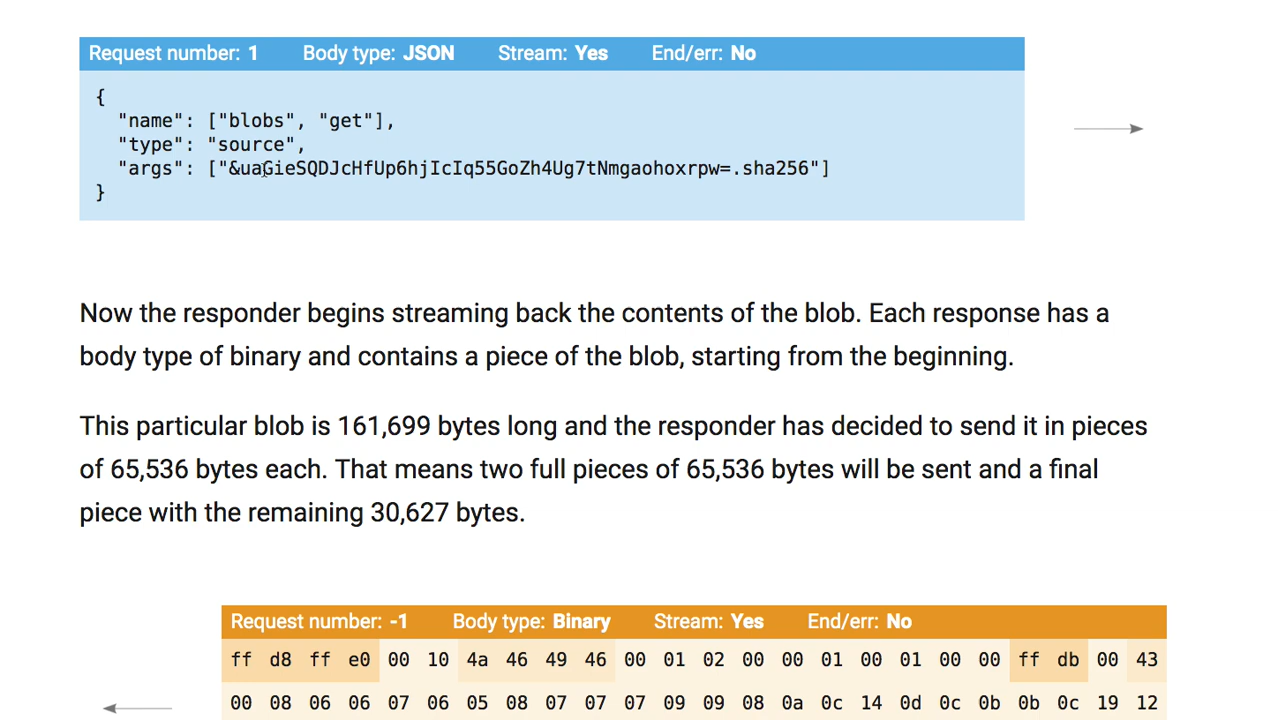 Request number: 1 Body type: JSON Stream: Yes End/err: No
{
"name": ["blobs", "get"],
"type": "source",
"args": ["&uaGieSQDJcHfUp6hjIcIq55GoZh4Ug7tNmgaohoxrpw=.sha256"]
}
Now the responder begins streaming back the contents of the blob. Each response has a
body type of binary and contains a piece of the blob, starting from the beginning.
This particular blob is 161,699 bytes long and the responder has decided to send it in pieces
of 65,536 bytes each. That means two full pieces of 65,536 bytes will be sent and a final
piece with the remaining 30,627 bytes.
Request number: -1 Body type: Binary Stream: Yes End/err: No
ff d8 ff e0 00 10 4a 46 49 46 00 01 02 00 00 01 00 01 00 00 ff db 00 43
00 08 06 06 07 06 05 08 07 07 07 09 09 08 0a 0c 14 0d 0c 0b 0b 0c 19 12